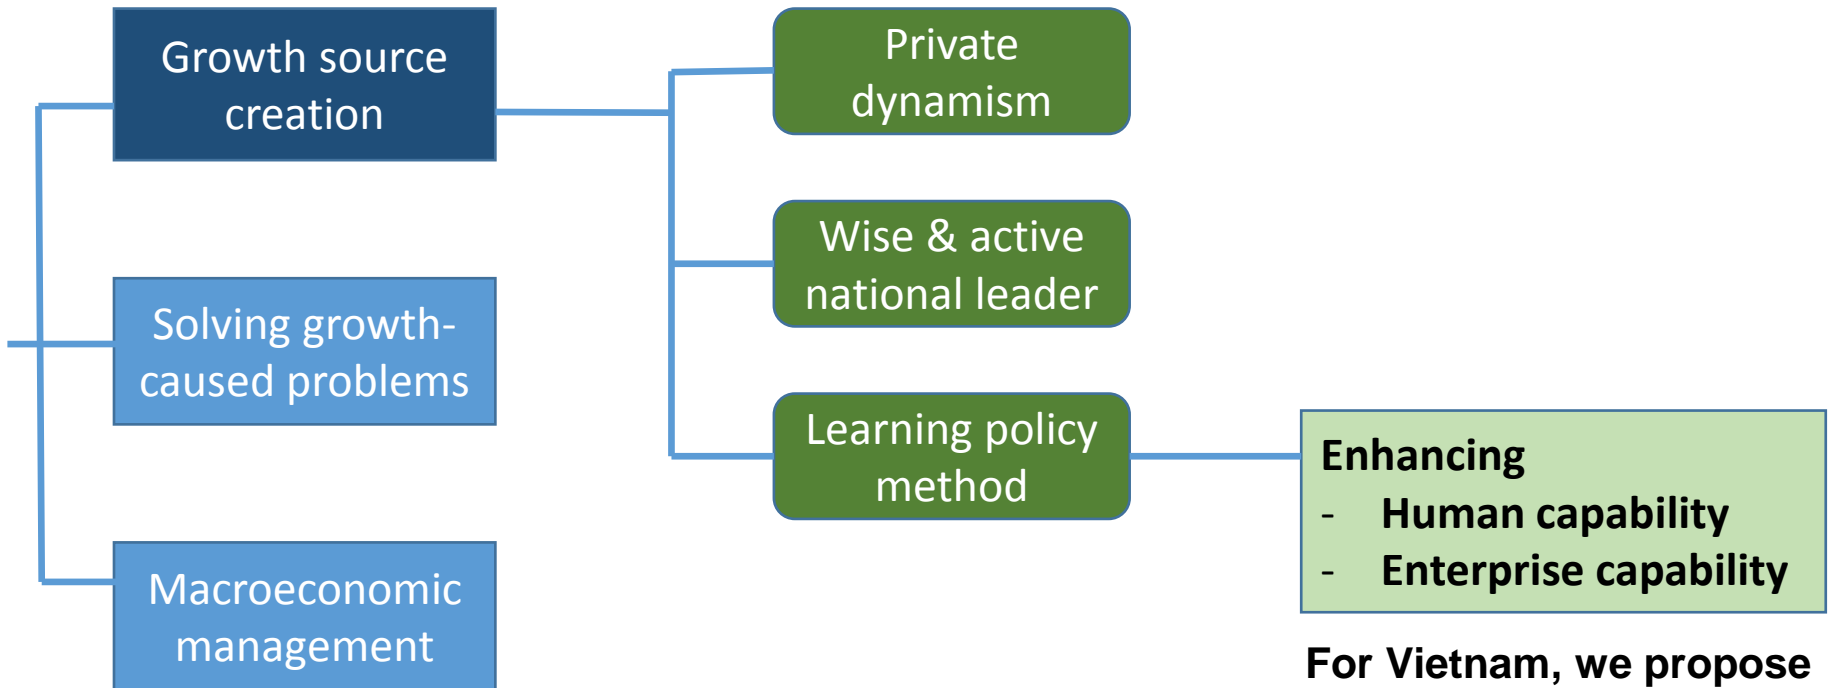 Growth source
creation
Solving growth-
caused problems
Macroeconomic
management
Private
dynamism
Wise & active
national leader
Learning policy
method
Enhancing
- Human capability
- Enterprise capability
For Vietnam, we propose